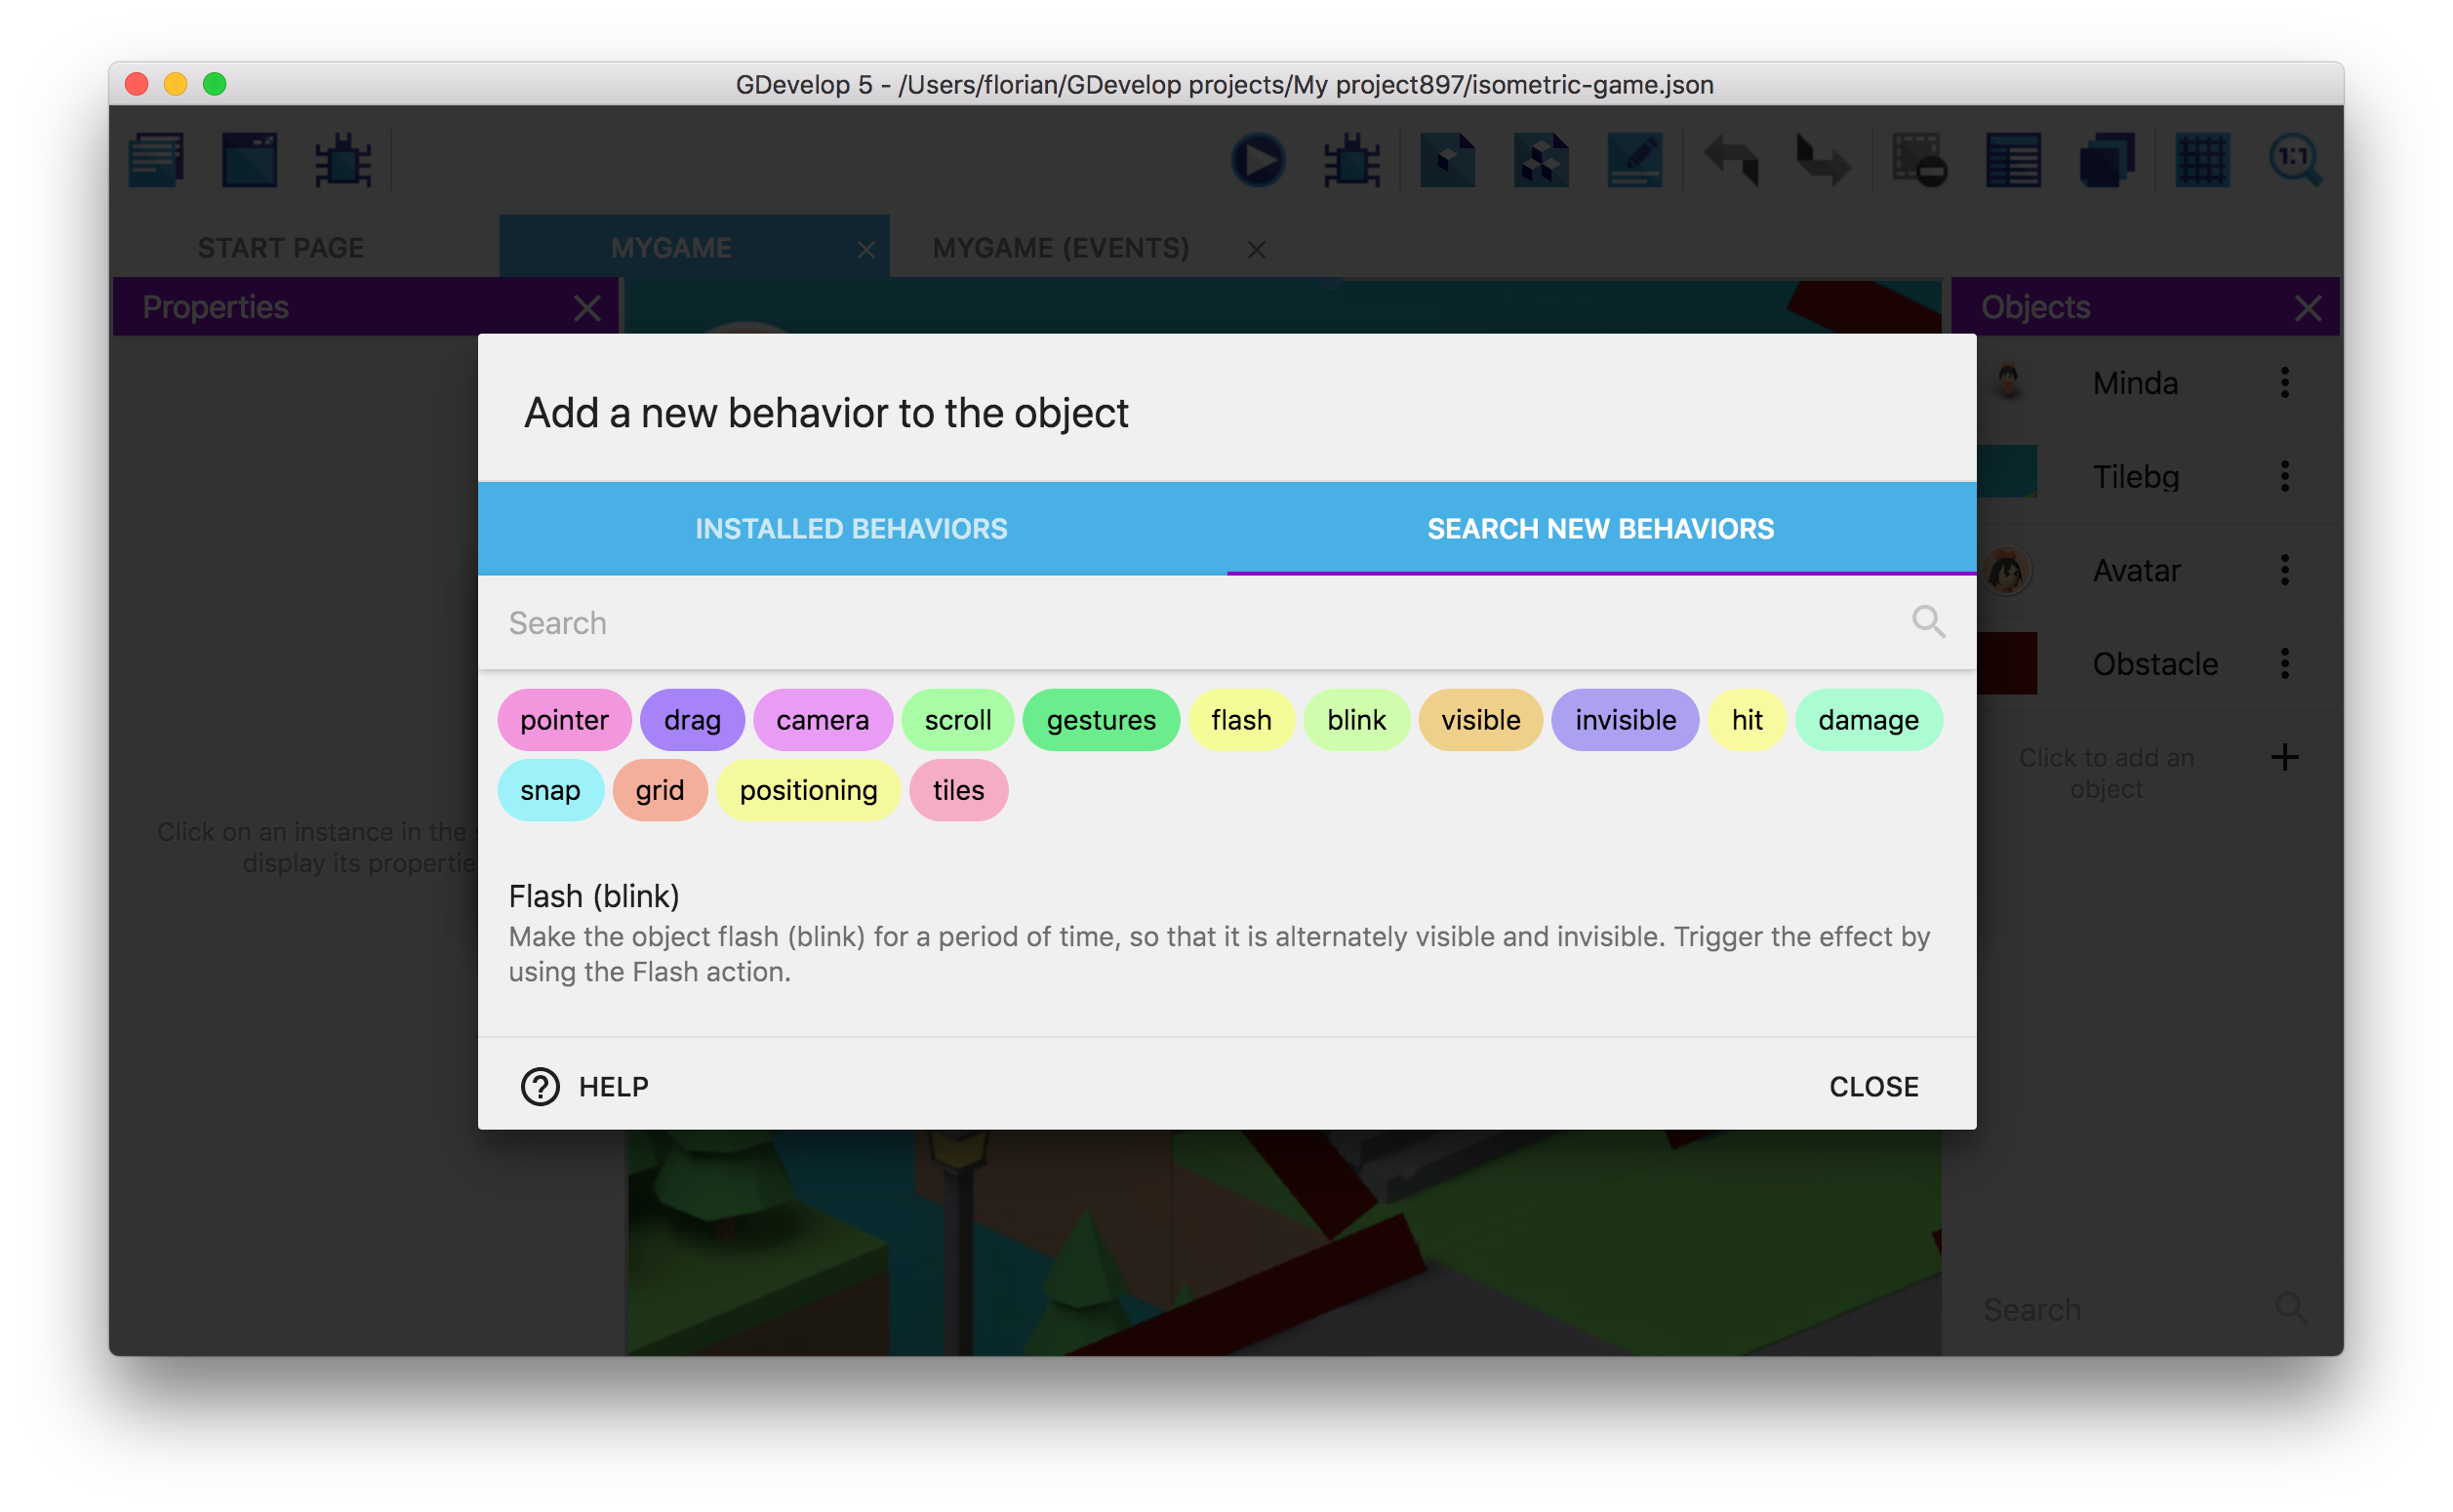 GDevelop 5 - /Users/florian/GDevelop projects/My project897/isometric-game.json
1:1
START PAGE
MYGAME
MYGAME (EVENTS)
Properties
Objects
Minda
Tilebg
Avatar
Obstacle
Click to add an
object
Search
Click on an instance in the
display its
Add a new behavior to the object
INSTALLED BEHAVIORS
SEARCH NEW BEHAVIORS
Search
pointer drag camera scroll gestures flash blink visible invisible hit damage
snap grid positioning tiles
Flash (blink)
Make the object flash (blink) for a period of time, so that it is alternately visible and invisible. Trigger the effect by
using the Flash action.
HELP
CLOSE